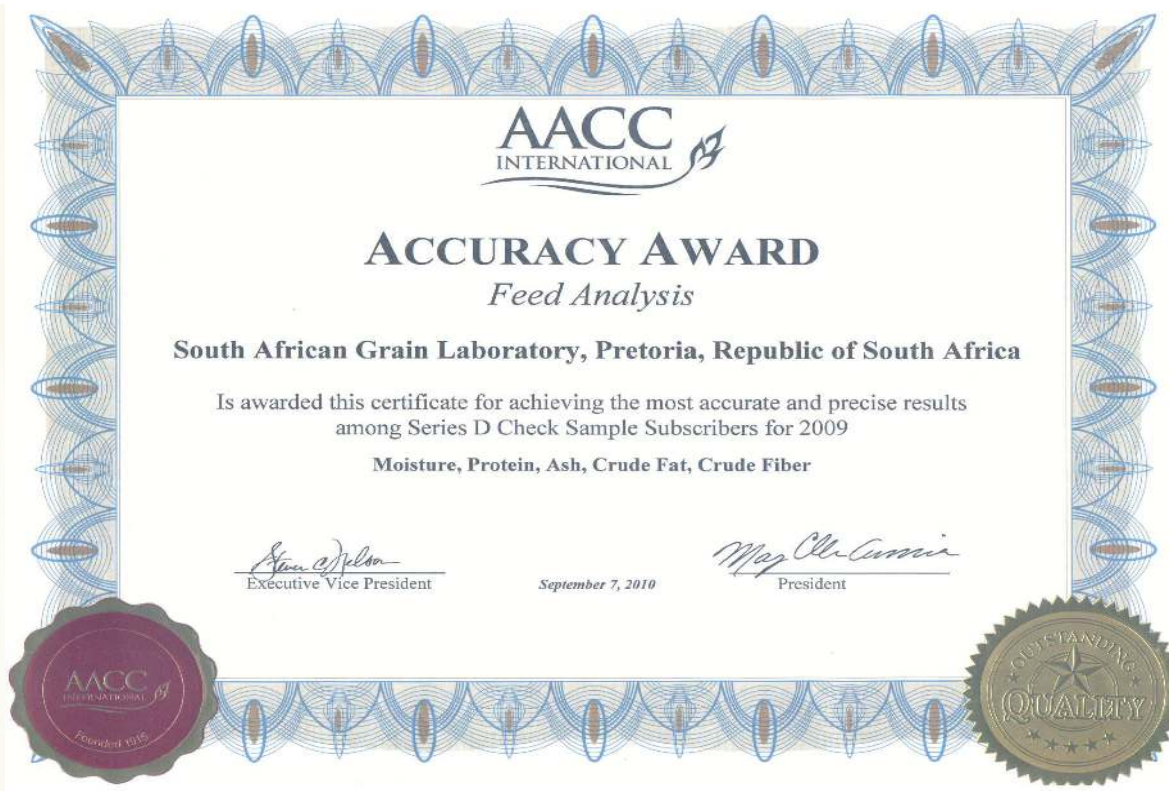 AACC
INTERNATIONAL
ACCURACY AWARD
Feed Analysis
South African Grain Laboratory, Pretoria, Republic of South Africa
Is awarded this certificate for achieving the most accurate and precise results
among Series D Check Sample Subscribers for 2009
Moisture, Protein, Ash, Crude Fat, Crude Fiber
Executive Vice President
September 7, 2010
President
AACC
INTERNATIONAL
Founded 1915
OUTSTANDING
QUALITY